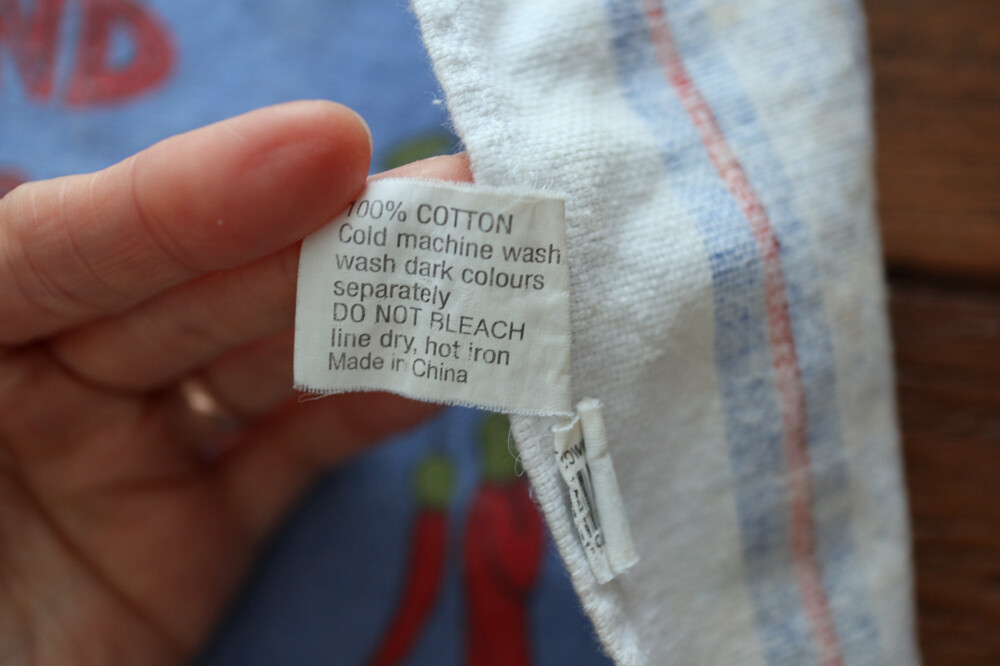 ND
100% COTTON
Cold machine wash
wash dark colours
separately
DO NOT BLEACH
line dry, hot iron
Made in China